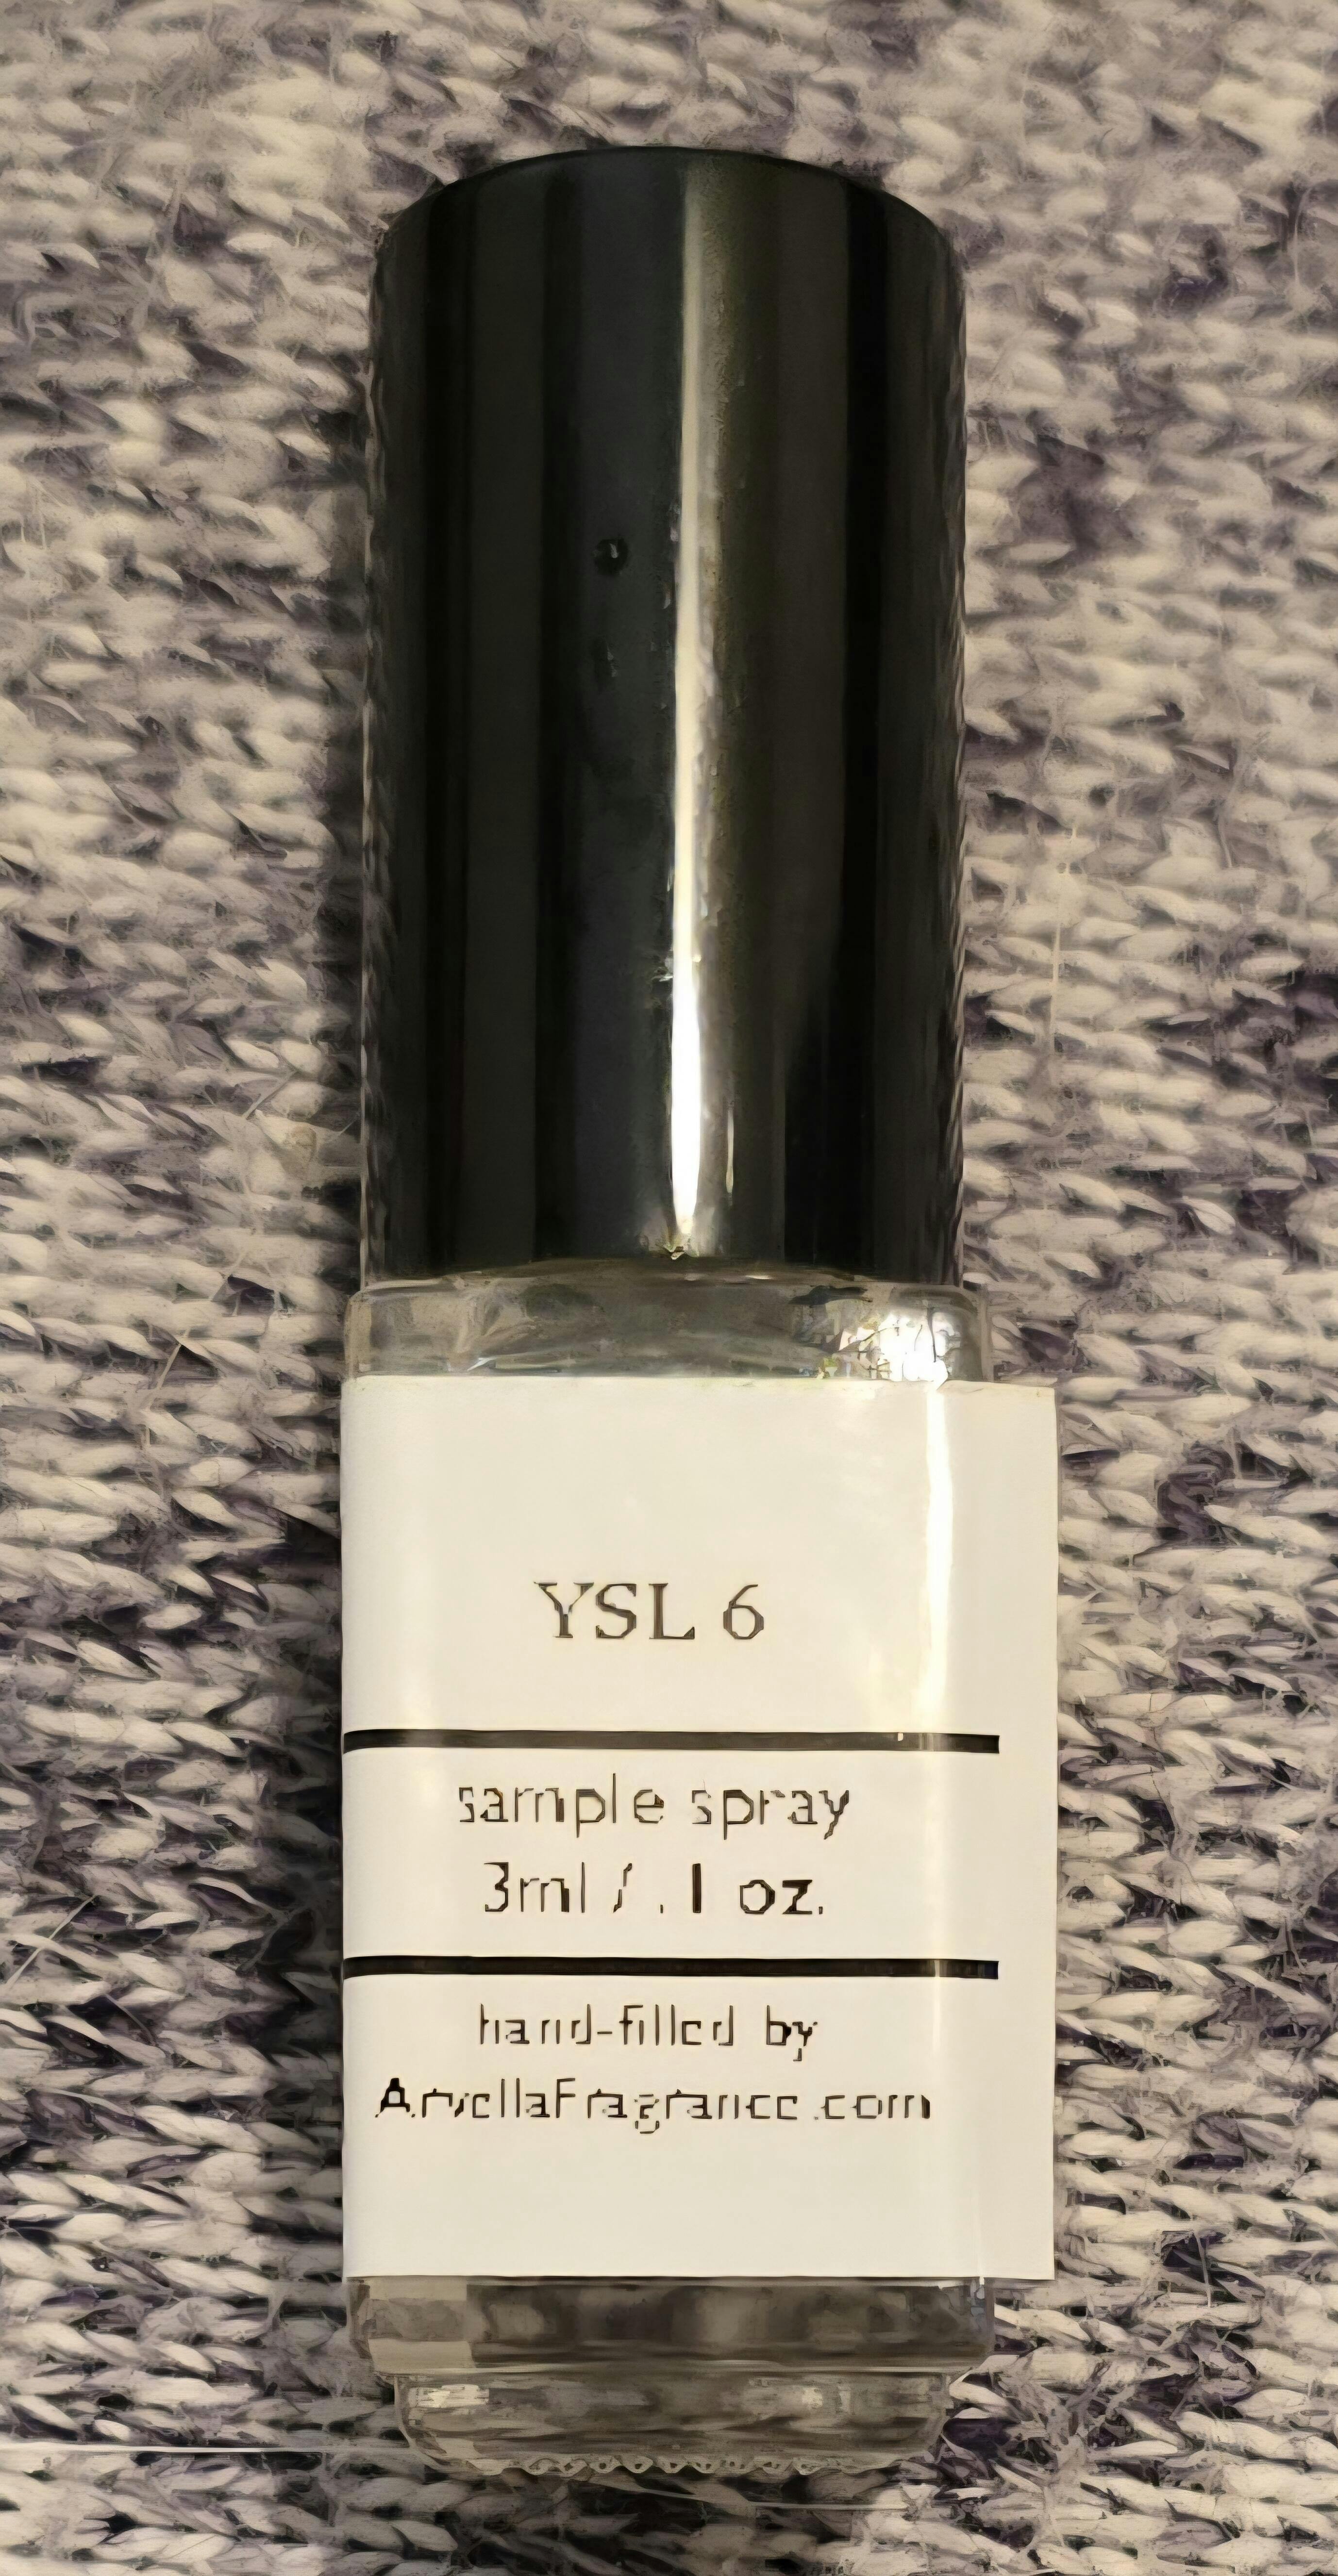 YSL 6
sample spray
3ml / .1 oz.
hand-filled by
ArvellaFragrance.com